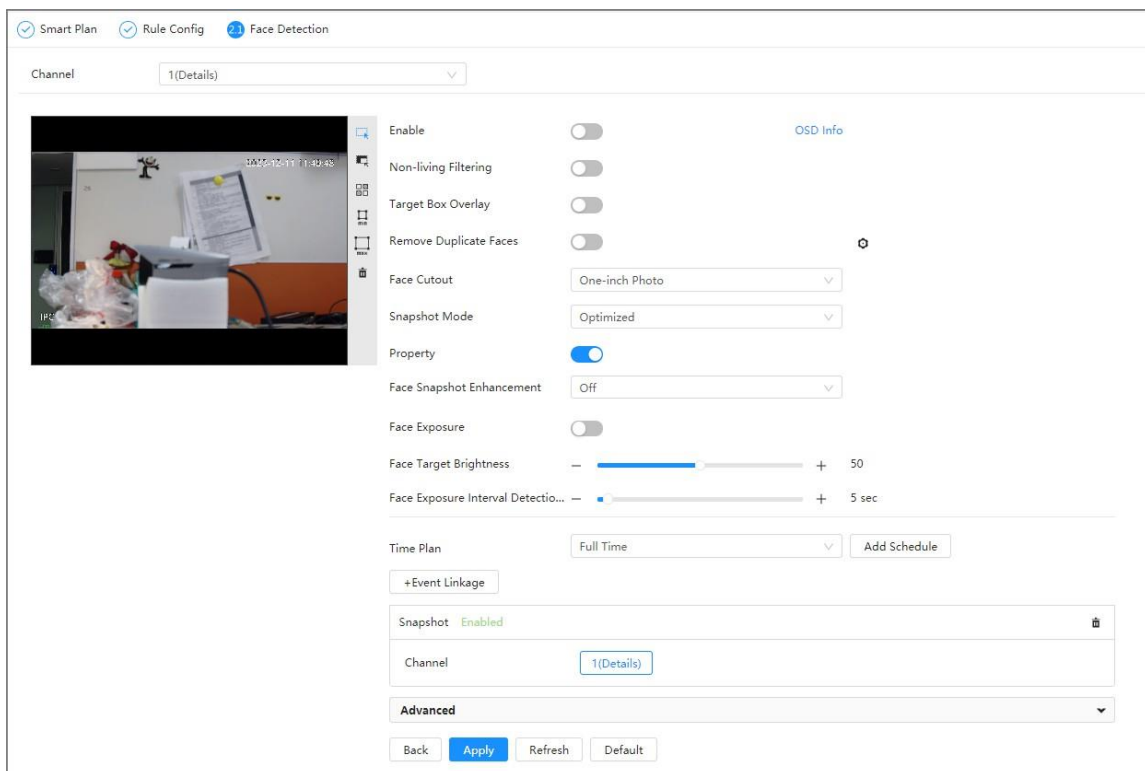 Smart Plan Rule Config 2.1 Face Detection
Channel 1(Details)
Enable OSD Info
Non-living Filtering
Target Box Overlay
Remove Duplicate Faces
Face Cutout One-inch Photo
Snapshot Mode Optimized
Property
Face Snapshot Enhancement Off
Face Exposure
Face Target Brightness − + 50
Face Exposure Interval Detectio... − + 5 sec
Time Plan Full Time Add Schedule
+Event Linkage
Snapshot Enabled
Channel 1(Details)
Advanced
Back Apply Refresh Default